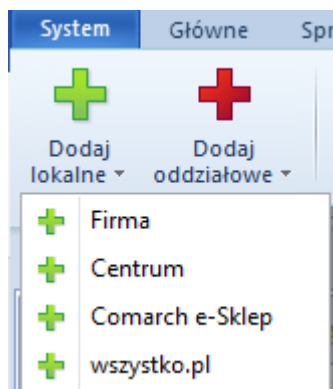 System Główne Spr
Dodaj lokalne Dodaj oddziałowe
Firma
Centrum
Comarch e-Sklep
wszystko.pl